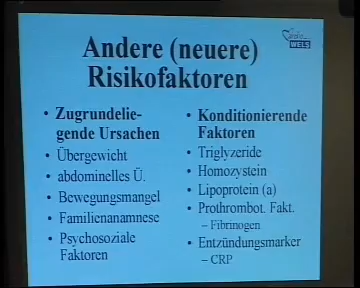 Andere (neuere)
Risikofaktoren
WELS
• Zugrundelie-
gende Ursachen
• Übergewicht
• abdominelles Ü.
• Bewegungsmangel
• Familienanamnese
• Psychosoziale
Faktoren
• Konditionierende
Faktoren
• Triglyzeride
• Homozystein
• Lipoprotein (a)
• Prothrombot. Fakt.
– Fibrinogen
• Entzündungsmarker
– CRP